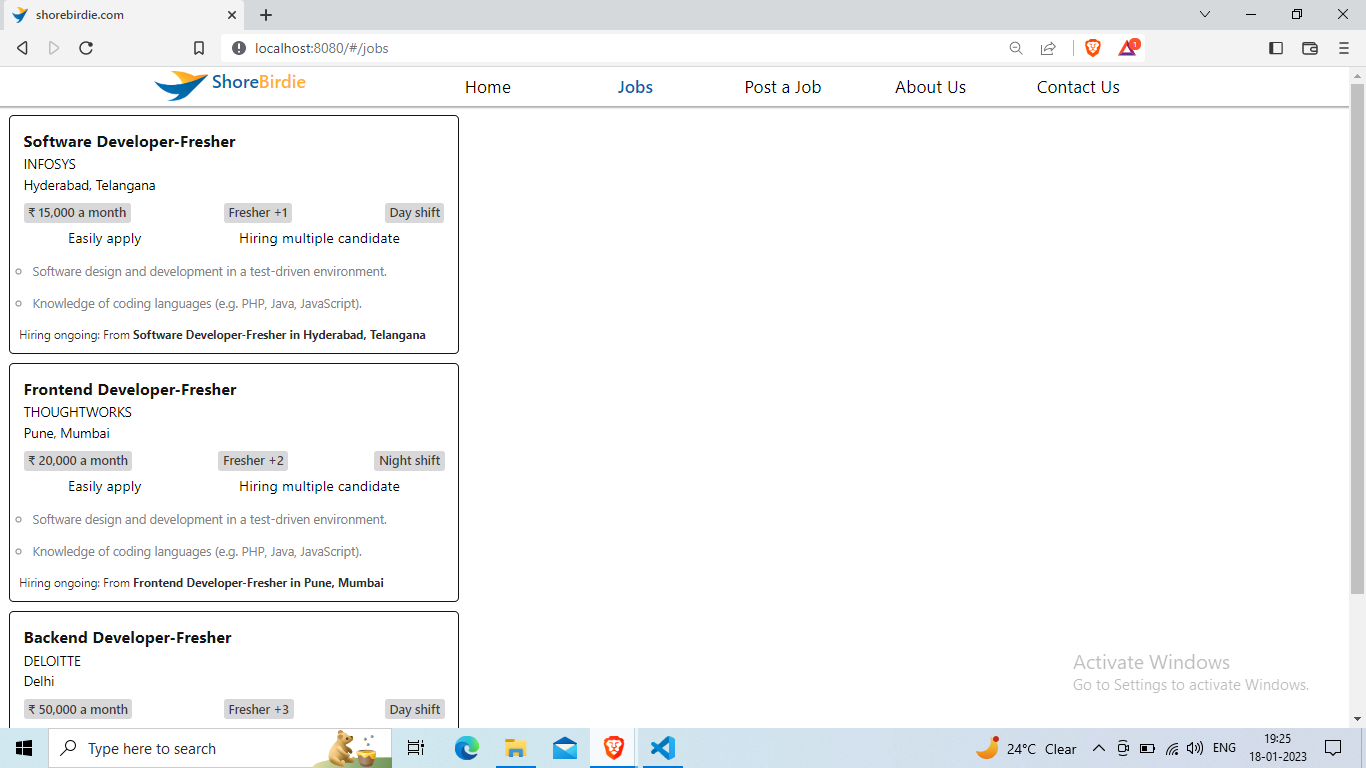 shorebirdie.com
localhost:8080/#/jobs
1
ShoreBirdie Home Jobs Post a Job About Us Contact Us
Software Developer-Fresher
INFOSYS
Hyderabad, Telangana
₹ 15,000 a month Fresher +1 Day shift
Easily apply Hiring multiple candidate
Software design and development in a test-driven environment.
Knowledge of coding languages (e.g. PHP, Java, JavaScript).
Hiring ongoing: From Software Developer-Fresher in Hyderabad, Telangana
Frontend Developer-Fresher
THOUGHTWORKS
Pune, Mumbai
₹ 20,000 a month Fresher +2 Night shift
Easily apply Hiring multiple candidate
Software design and development in a test-driven environment.
Knowledge of coding languages (e.g. PHP, Java, JavaScript).
Hiring ongoing: From Frontend Developer-Fresher in Pune, Mumbai
Backend Developer-Fresher
DELOITTE
Delhi
₹ 50,000 a month Fresher +3 Day shift
Activate Windows
Go to Settings to activate Windows.
Type here to search
24°C Clear
ENG
19:25
18-01-2023